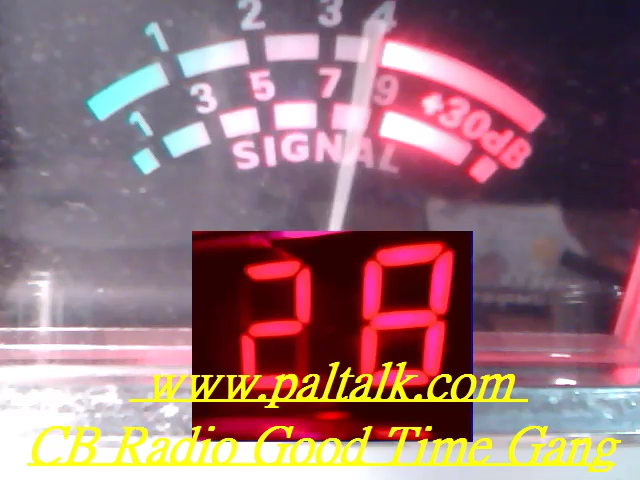 1 2 3 4
1 3 5 7 9 +30dB
SIGNAL
28
www.paltalk.com
CB Radio Good Time Gang